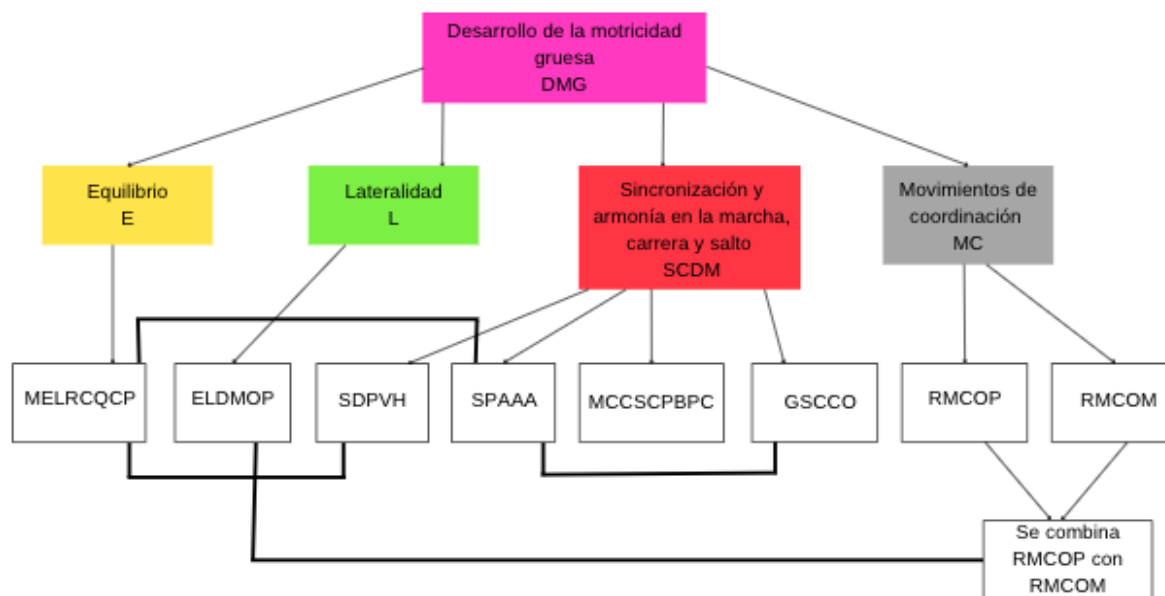 Desarrollo de la motricidad
gruesa
DMG
Equilibrio
E
Lateralidad
L
Sincronización y
armonía en la marcha,
carrera y salto
SCDM
Movimientos de
coordinación
MC
MELRCQCP
ELDMOP
SDPVH
SPAAA
MCCSCPBPC
GSCCO
RMCOP
RMCOM
Se combina
RMCOP con
RMCOM